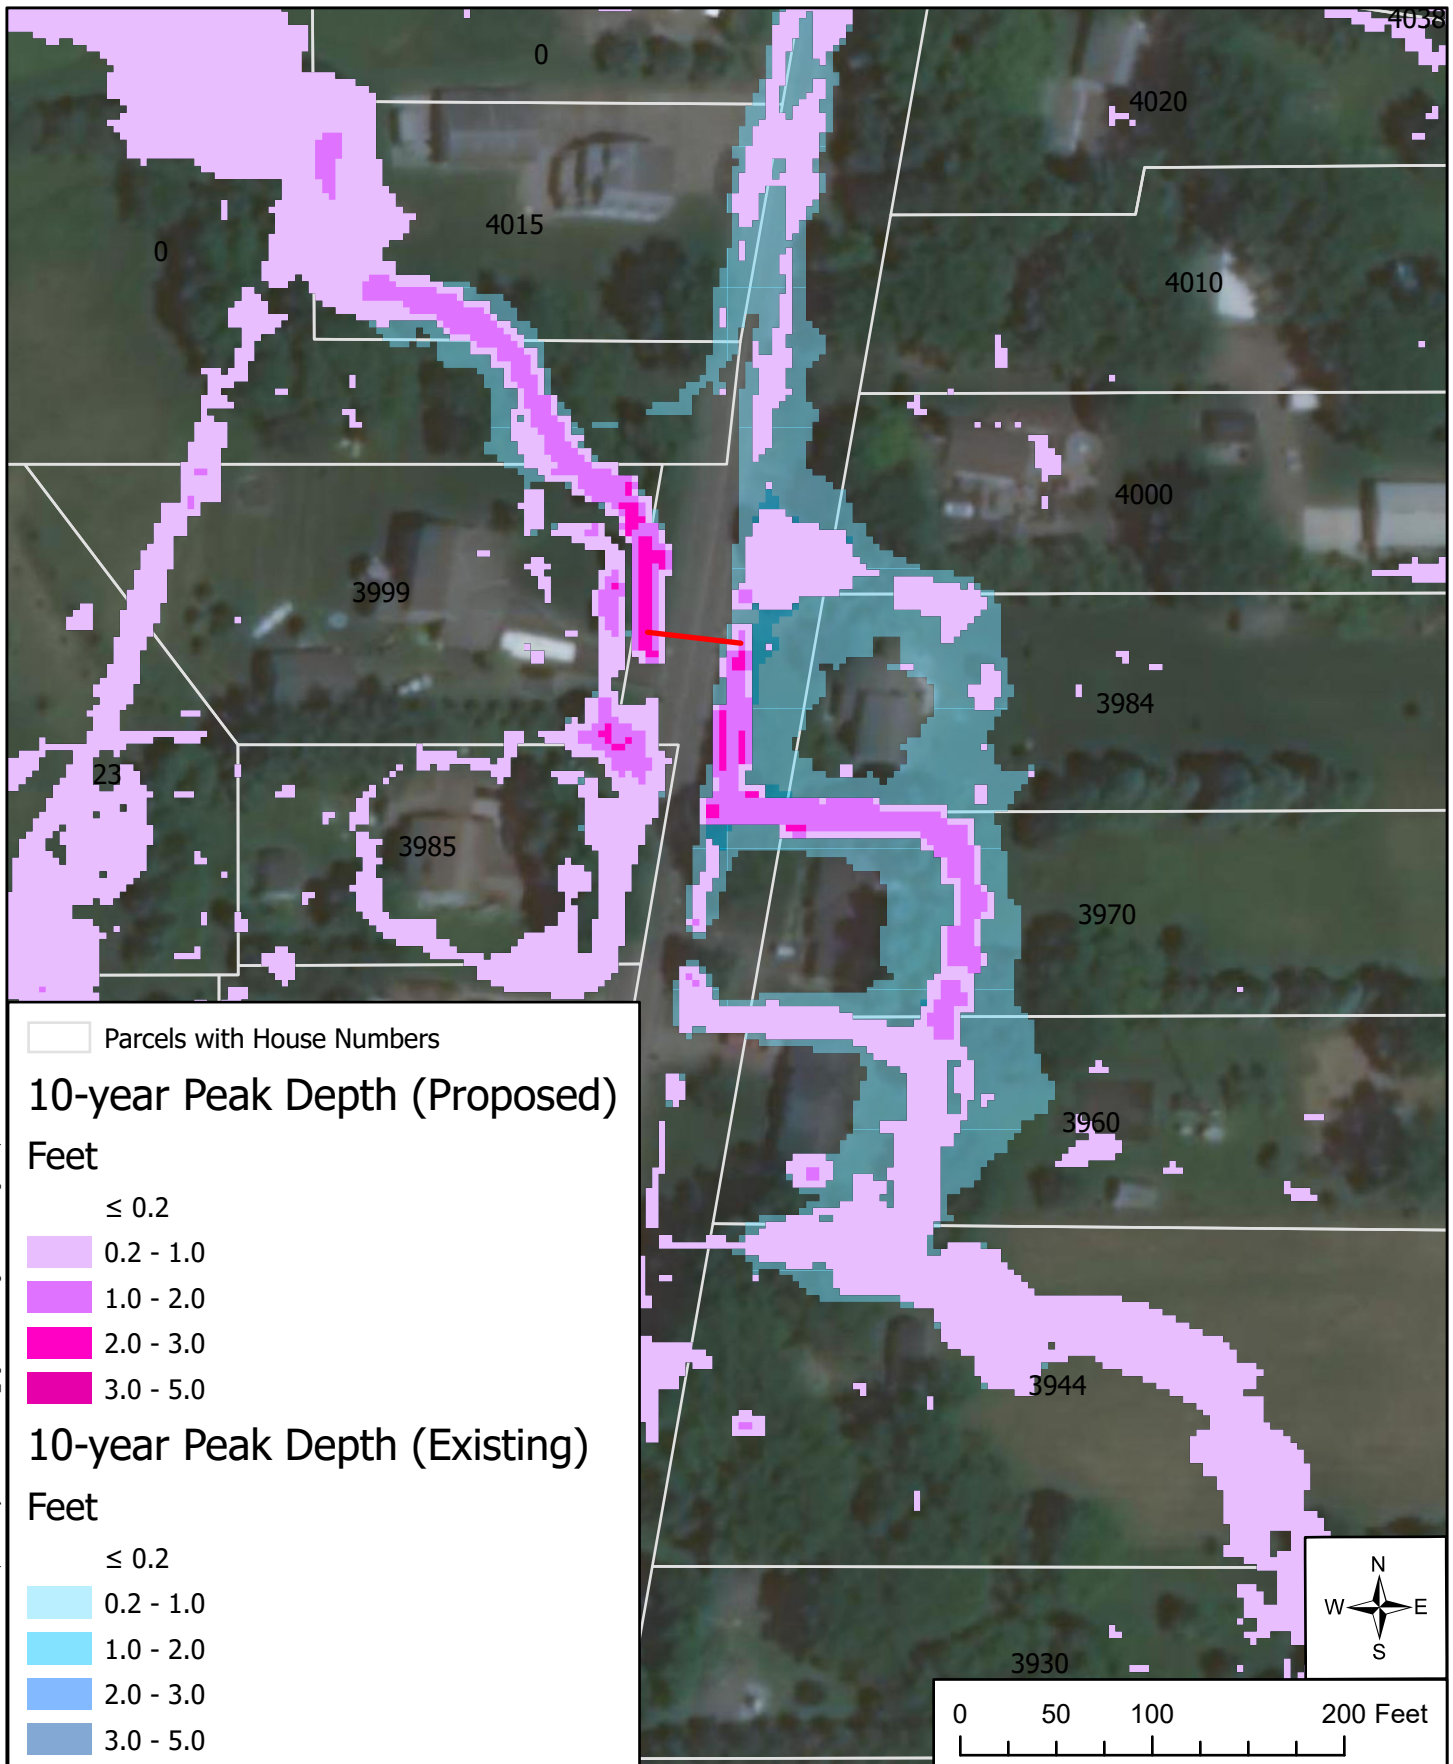 4038
0
4020
4015
0
4010
4000
3999
3984
23
3985
3970
3960
3944
3930
Parcels with House Numbers
10-year Peak Depth (Proposed)
Feet
≤ 0.2
0.2 - 1.0
1.0 - 2.0
2.0 - 3.0
3.0 - 5.0
10-year Peak Depth (Existing)
Feet
≤ 0.2
0.2 - 1.0
1.0 - 2.0
2.0 - 3.0
3.0 - 5.0
N
W E
S
0 50 100 200 Feet